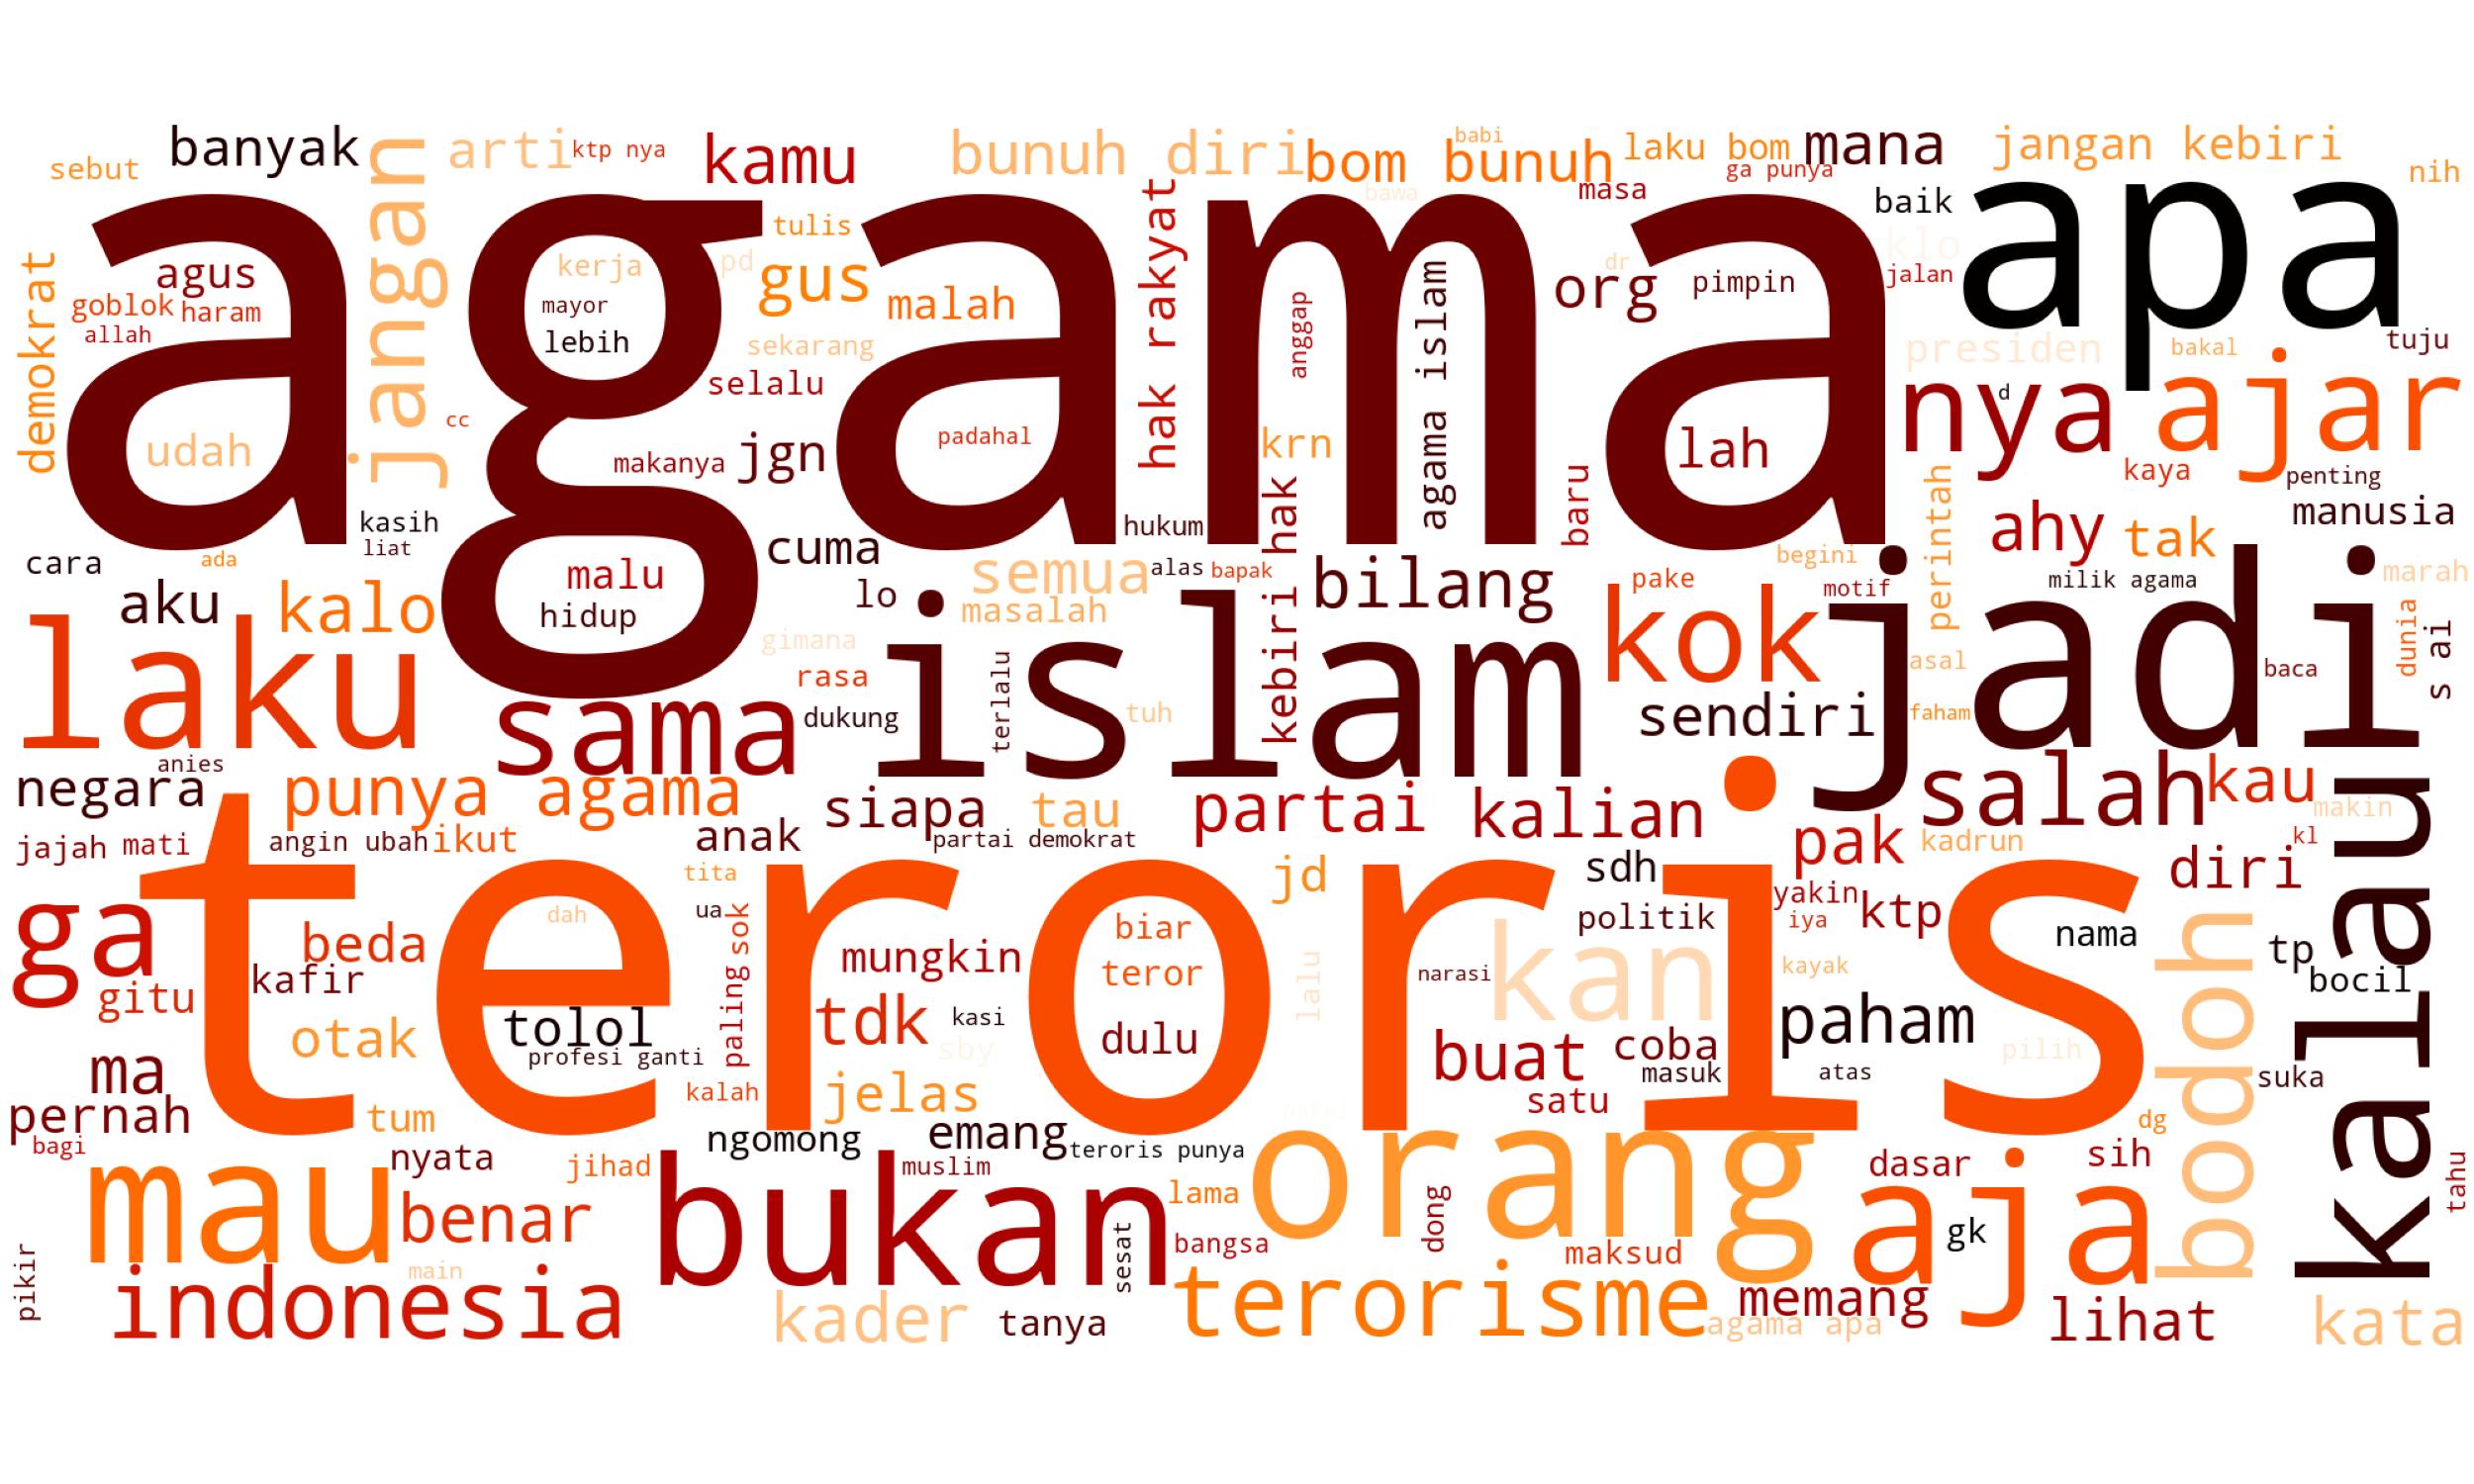 banyak
sebut
jangan
arti
ktp nya
kamu
bunuh diri
bom bunuh
babi
laku bom
mana
jangan kebiri
nih
ga punya
masa
bawa
baik
agama
apa
tulis
agus
goblok
haram
allah
demokrat
udah
kerja
mayor
lebih
pd
gus
malah
sekarang
selalu
cc
makanya
jgn
padahal
hak rakyat
anggap
agama islam
krn
org
dr
pimpin
lah
klo
jalan
presiden
bakal
tuju
nya
d
ajar
kaya
penting
manusia
baru
perintah
ahy
tak
kasih
liat
cara
ada
malu
hidup
cuma
hukum
kebiri hak
semua
alas
bapak
lo
masalah
bilang
begini
pake
motif
milik agama
marah
aku
kalo
laku
gimana
rasa
islam
kok
jadi
asal
faham
baca
dunia
s ai
sama
dukung
terlalu
tuh
sendiri
negara
anies
punya agama
siapa
tau
partai
kalian
salah
kau
makin
jajah
mati
angin ubah
ikut
anak
partai demokrat
pak
kadrun
kl
diri
kalau
teroris
tita
ua
dah
jd
sdh
politik
yakin
iya
ktp
nama
tp
bocil
ga
gitu
beda
kafir
otak
tolol
profesi ganti
paling sok
mungkin
tdk
kasi
sby
biar
teror
dulu
lalu
narasi
kan
kayak
paham
pilih
bodoh
suka
ma
pernah
bagi
tum
kalah
jelas
buat
coba
masuk
atas
satu
dg
ngomong
emang
teroris punya
nyata
jihad
muslim
mau
benar
bukan
lama
orang
dong
dasar
sih
aja
gk
tahu
pikir
main
indonesia
sesat
bangsa
maksud
kader
tanya
terorisme
memang
agama apa
lihat
kata